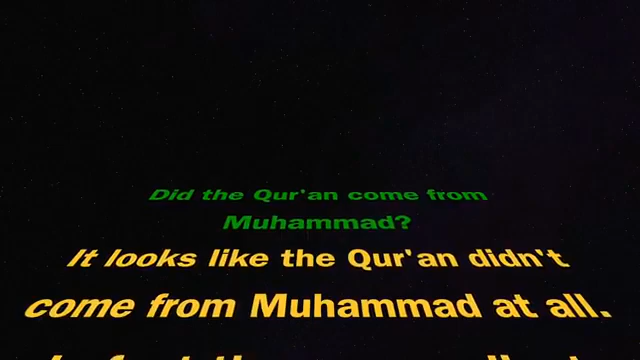 Did the Qur'an come from
Muhammad?
It looks like the Qur'an didn't
come from Muhammad at all.